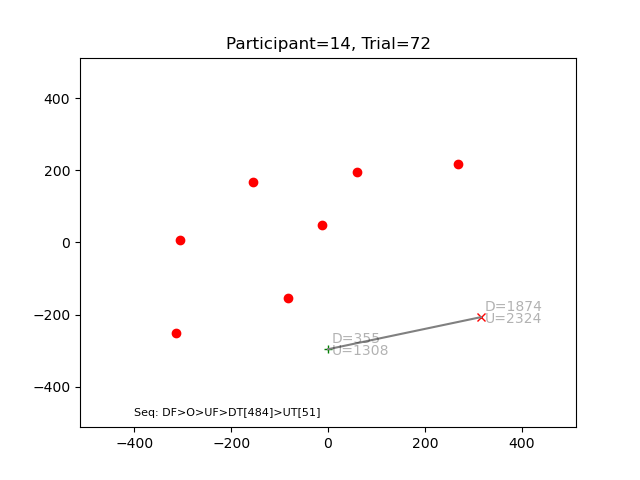 Participant=14, Trial=72
400
200
0
−200
−400
D=1874
U=2324
D=355
U=1308
Seq: DF>O>UF>DT[484]>UT[51]
−400
−200
0
200
400